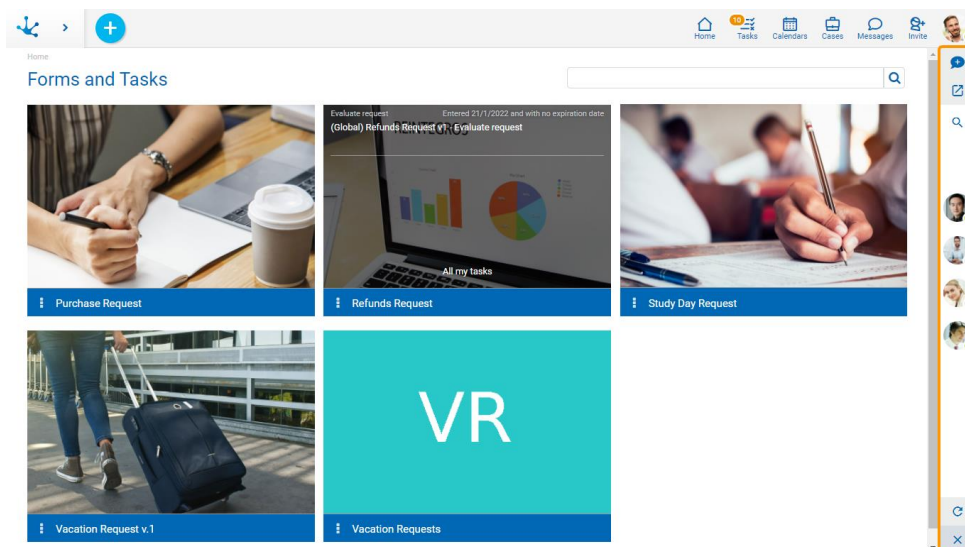 10
Home
Tasks
Calendars
Cases
Messages
Invite
Home
Forms and Tasks
Evaluate request
Entered 21/1/2022 and with no expiration date
(Global) Refunds Request v1 - Evaluate request
REINTEGROS
All my tasks
Purchase Request
Refunds Request
Study Day Request
VR
Vacation Request v.1
Vacation Requests